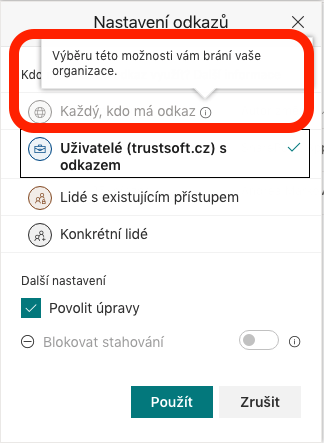 Nastavení odkazů
Výběru této možnosti vám brání vaše
organizace.
Kdo
Každý, kdo má odkaz
Uživatelé (trustsoft.cz) s
odkazem
Lidé s existujícím přístupem
Konkrétní lidé
Další nastavení
Povolit úpravy
Blokovat stahování
Použít
Zrušit